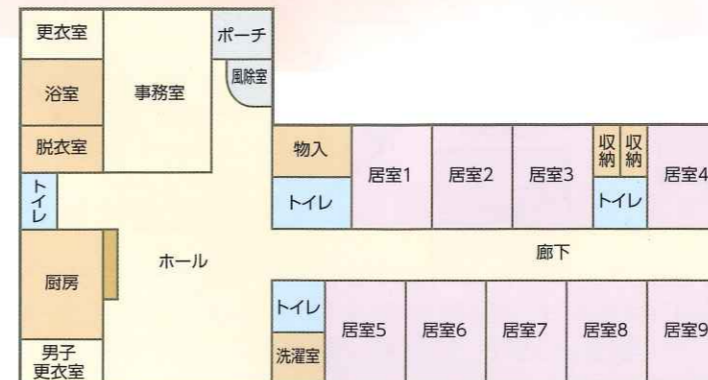 更衣室
ポーチ
浴室
事務室
風除室
脱衣室
物入
居室1
居室2
居室3
収納
収納
居室4
トイレ
トイレ
トイレ
ホール
廊下
厨房
トイレ
居室5
居室6
居室7
居室8
居室9
男子
更衣室
洗濯室